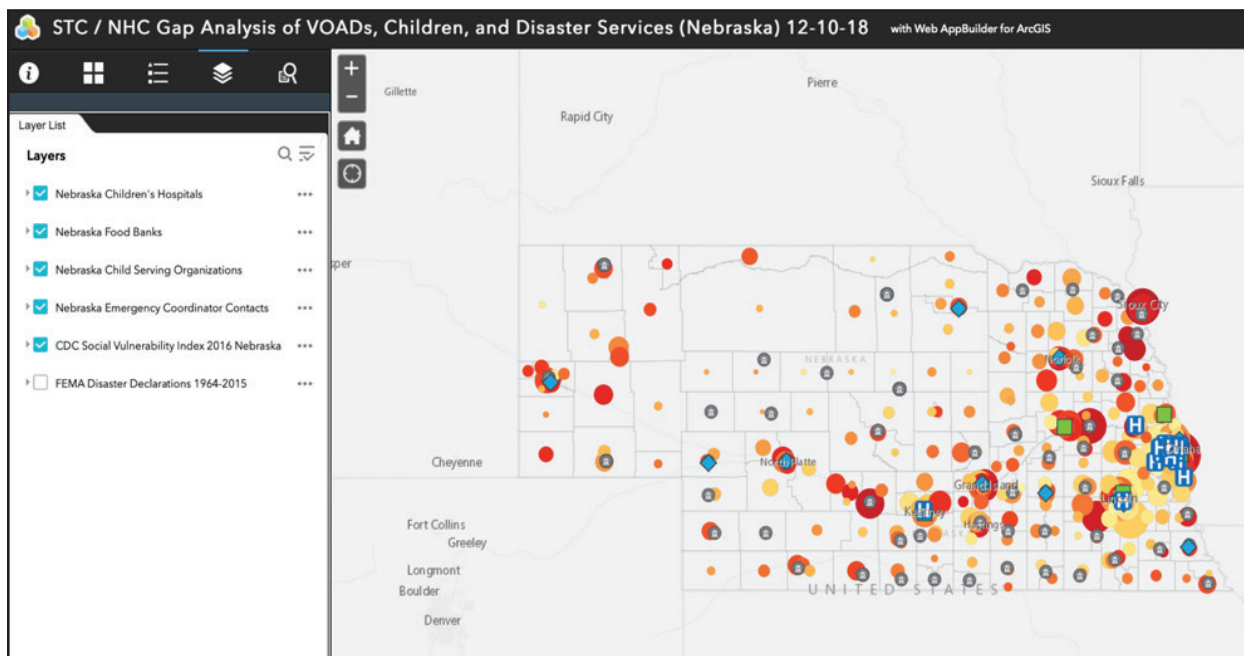 STC / NHC Gap Analysis of VOADs, Children, and Disaster Services (Nebraska) 12-10-18 with Web AppBuilder for ArcGIS
Layer List
Layers
Nebraska Children's Hospitals
Nebraska Food Banks
Nebraska Child Serving Organizations
Nebraska Emergency Coordinator Contacts
CDC Social Vulnerability Index 2016 Nebraska
FEMA Disaster Declarations 1964-2015
Pierre
Gillette
Rapid City
Sioux Falls
sper
Sioux City
NEBRASKA
Norfolk
Omaha
Cheyenne
North Platte
Grand Island
Lincoln
Kearney
Hastings
Fort Collins
Greeley
Longmont
Boulder
UNITED STATES
Denver
H
H
H
H
H